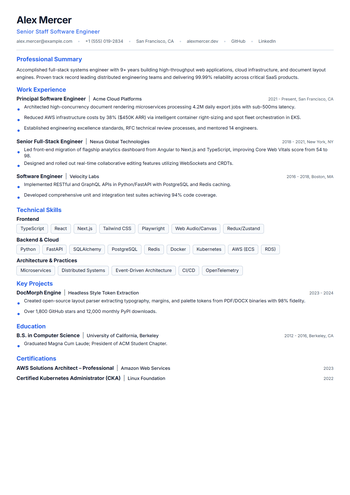 Alex Mercer
Senior Staff Software Engineer
alex.mercer@example.com · +1 (555) 019-2834 · San Francisco, CA · alexmercer.dev · GitHub · LinkedIn
Professional Summary
Accomplished full-stack systems engineer with 9+ years building high-throughput web applications, cloud infrastructure, and document layout
engines. Proven track record leading distributed engineering teams and delivering 99.99% reliability across critical SaaS products.
Work Experience
Principal Software Engineer | Acme Cloud Platforms 2021 - Present, San Francisco, CA
• Architected high-concurrency document rendering microservices processing 4.2M daily export jobs with sub-500ms latency.
• Reduced AWS infrastructure costs by 38% ($450K ARR) via intelligent container right-sizing and spot fleet orchestration in EKS.
• Established engineering excellence standards, RFC technical review processes, and mentored 14 engineers.
Senior Full-Stack Engineer | Nexus Global Technologies 2018 - 2021, New York, NY
• Led front-end migration of flagship analytics dashboard from Angular to Next.js and TypeScript, improving Core Web Vitals score from 54 to
98.
• Designed and rolled out real-time collaborative editing features utilizing WebSockets and CRDTs.
Software Engineer | Velocity Labs 2016 - 2018, Boston, MA
• Implemented RESTful and GraphQL APIs in Python/FastAPI with PostgreSQL and Redis caching.
• Developed comprehensive unit and integration test suites achieving 94% code coverage.
Technical Skills
Frontend
TypeScript React Next.js Tailwind CSS Playwright Web Audio/Canvas Redux/Zustand
Backend & Cloud
Python FastAPI SQLAlchemy PostgreSQL Redis Docker Kubernetes AWS (ECS RDS)
Architecture & Practices
Microservices Distributed Systems Event-Driven Architecture CI/CD OpenTelemetry
Key Projects
DocMorph Engine | Headless Style Token Extraction 2023 - 2024
• Created open-source layout parser extracting typography, margins, and palette tokens from PDF/DOCX binaries with 98% fidelity.
• Over 1,800 GitHub stars and 12,000 monthly PyPI downloads.
Education
B.S. in Computer Science | University of California, Berkeley 2012 - 2016, Berkeley, CA
• Graduated Magna Cum Laude; President of ACM Student Chapter.
Certifications
AWS Solutions Architect – Professional | Amazon Web Services 2023
Certified Kubernetes Administrator (CKA) | Linux Foundation 2022